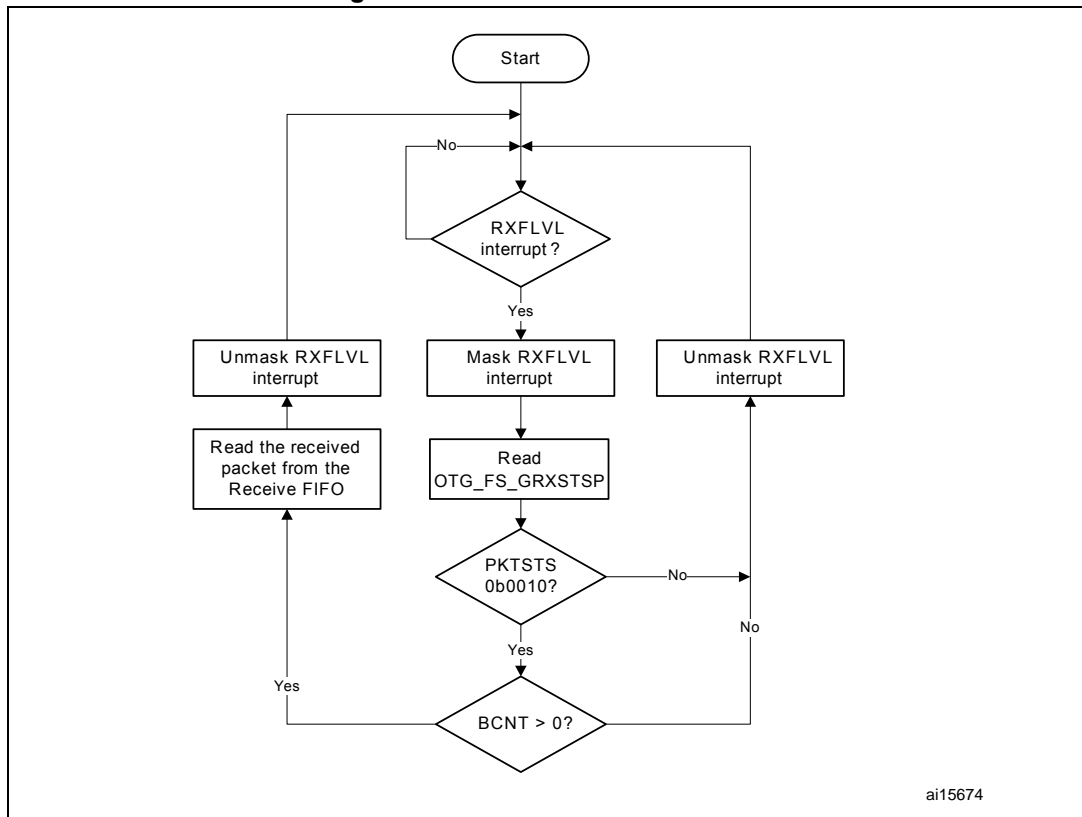 Start
No
RXFLVL
interrupt ?
Yes
Unmask RXFLVL
interrupt
Mask RXFLVL
interrupt
Unmask RXFLVL
interrupt
Read the received
packet from the
Receive FIFO
Read
OTG_FS_GRXSTSP
PKTSTS
0b0010?
No
No
Yes
Yes
BCNT > 0?
ai15674